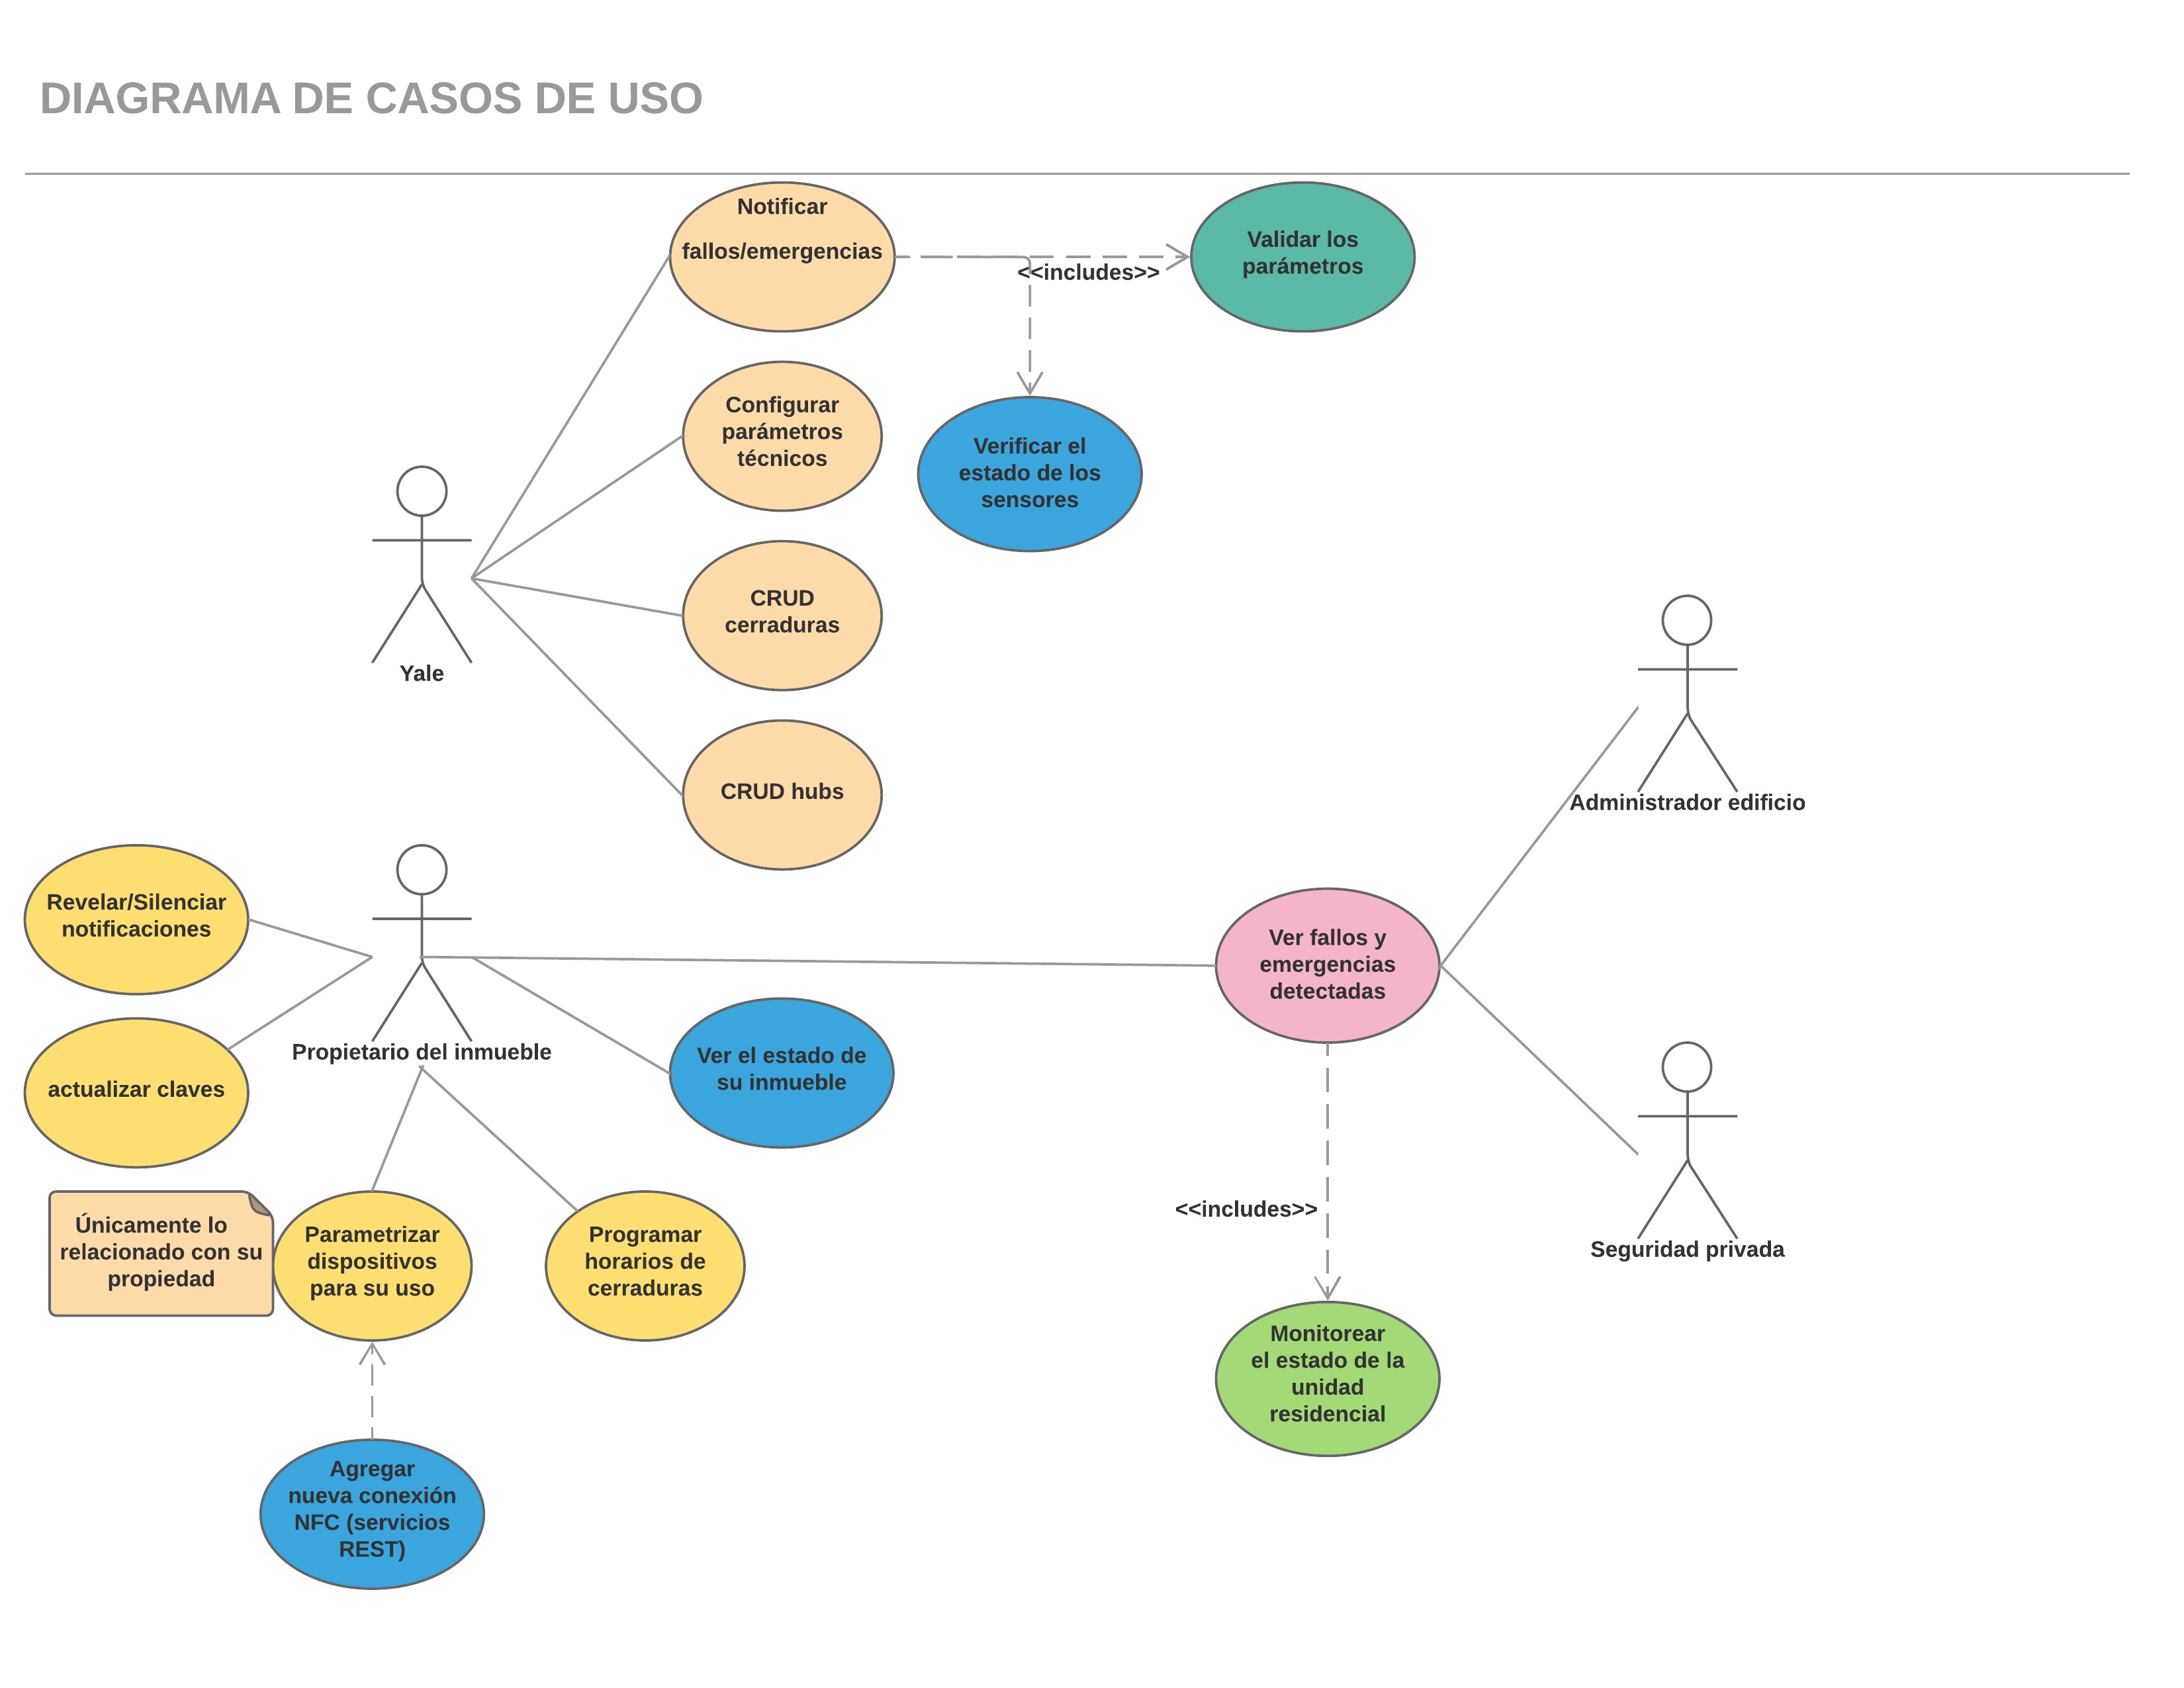 DIAGRAMA DE CASOS DE USO
Notificar
fallos/emergencias
<<includes>>
Validar los
parámetros
Configurar
parámetros
técnicos
Verificar el
estado de los
sensores
CRUD
cerraduras
Yale
CRUD hubs
Administrador edificio
Revelar/Silenciar
notificaciones
Ver fallos y
emergencias
detectadas
Propietario del inmueble
Ver el estado de
su inmueble
actualizar claves
<<includes>>
Seguridad privada
Únicamente lo
relacionado con su
propiedad
Parametrizar
dispositivos
para su uso
Programar
horarios de
cerraduras
Monitorear
el estado de la
unidad
residencial
Agregar
nueva conexión
NFC (servicios
REST)